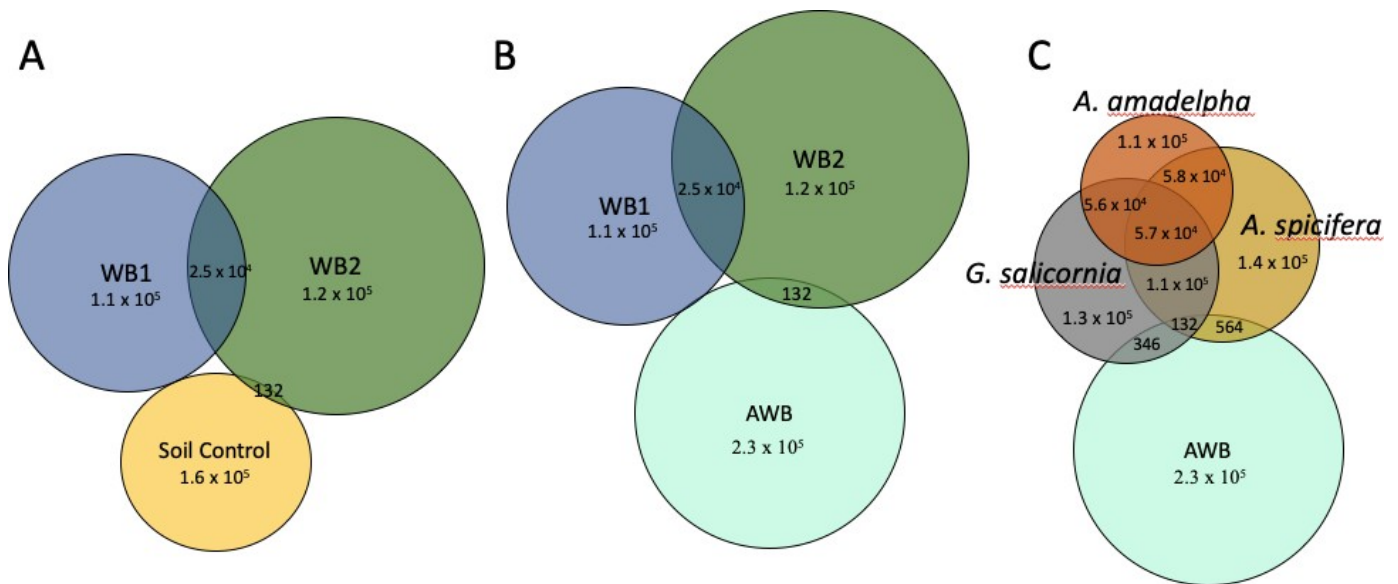 A
WB1
1.1 x 10⁵
2.5 x 10⁴
WB2
1.2 x 10⁵
132
Soil Control
1.6 x 10⁵
B
WB1
1.1 x 10⁵
2.5 x 10⁴
WB2
1.2 x 10⁵
132
AWB
2.3 x 10⁵
C
A. amadelpha
1.1 x 10⁵
5.8 x 10⁴
5.6 x 10⁴
5.7 x 10⁴
A. spicifera
1.4 x 10⁵
G. salicornia
1.1 x 10⁵
1.3 x 10⁵
132
564
346
AWB
2.3 x 10⁵